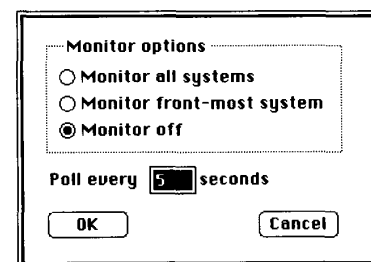 Monitor options
Monitor all systems
Monitor front-most system
Monitor off
Poll every 5 seconds
OK
Cancel